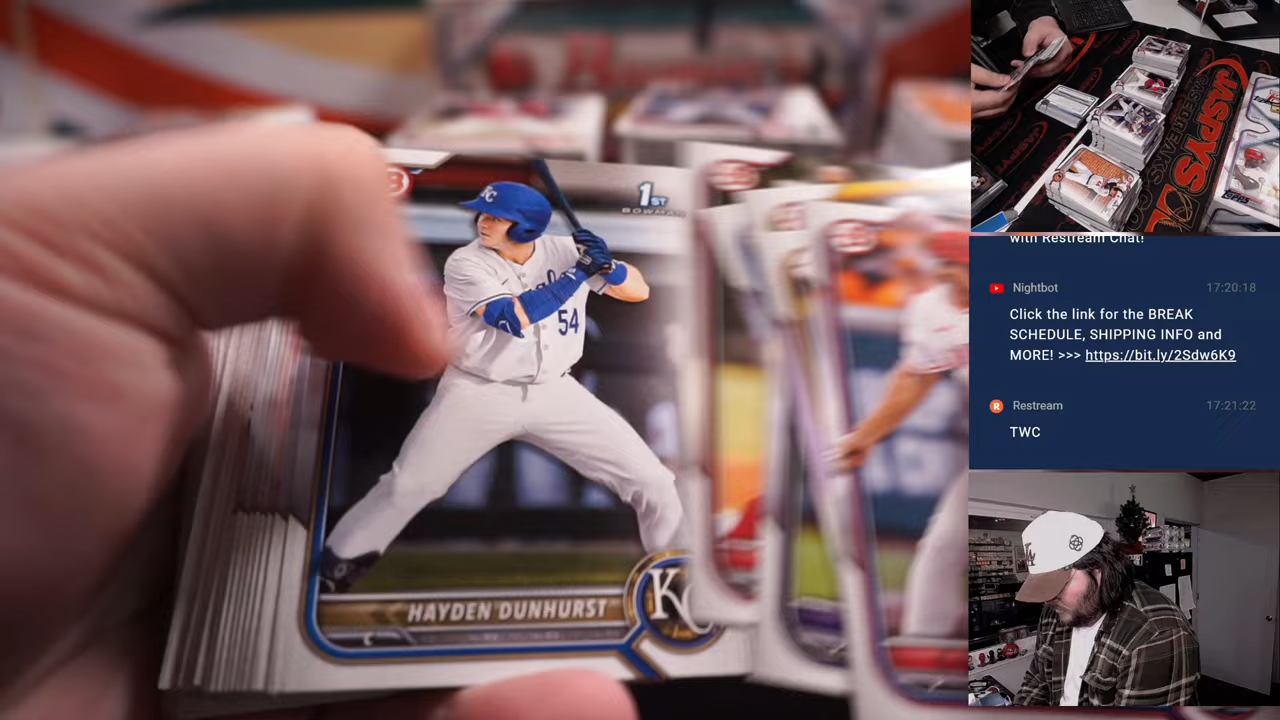 KC
1ST
BOWMAN
54
HAYDEN DUNHURST
C
KC
JASPYS
with Restream Chat!
Nightbot
17:20:18
Click the link for the BREAK
SCHEDULE, SHIPPING INFO and
MORE! >>> https://bit.ly/2Sdw6K9
Restream
17:21:22
TWC